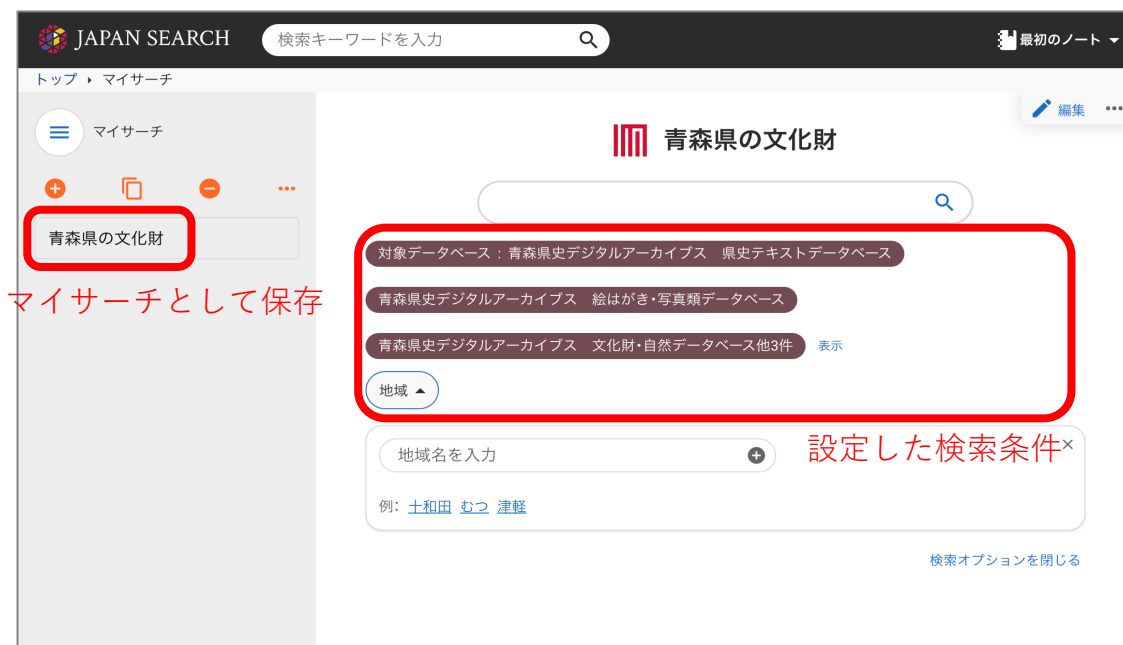 JAPAN SEARCH
検索キーワードを入力
最初のノート
トップ › マイサーチ
編集
マイサーチ
青森県の文化財
青森県の文化財
マイサーチとして保存
対象データベース : 青森県史デジタルアーカイブス　県史テキストデータベース
青森県史デジタルアーカイブス　絵はがき・写真類データベース
青森県史デジタルアーカイブス　文化財・自然データベース他3件 表示
地域
設定した検索条件
地域名を入力
例: 十和田 むつ 津軽
検索オプションを閉じる